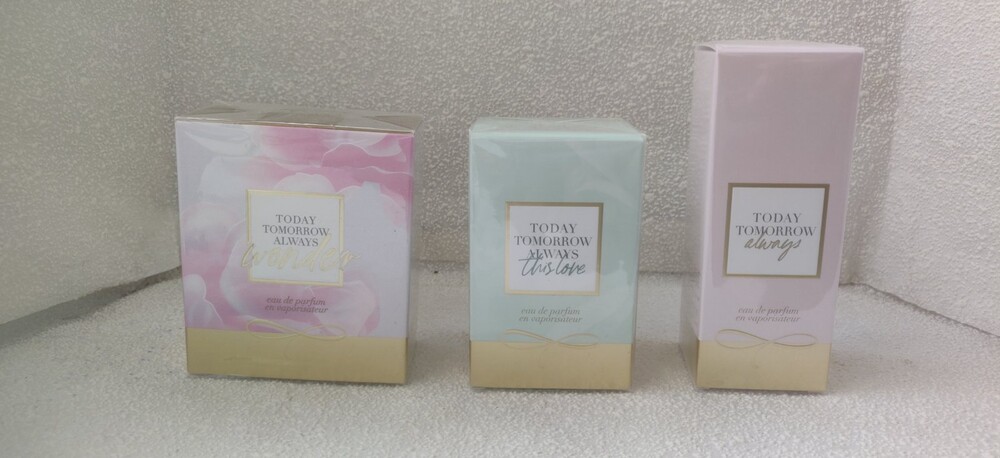 TODAY
TOMORROW
ALWAYS
wonder
eau de parfum
en vaporisateur
TODAY
TOMORROW
ALWAYS
this love
eau de parfum
en vaporisateur
TODAY
TOMORROW
always
eau de parfum
en vaporisateur